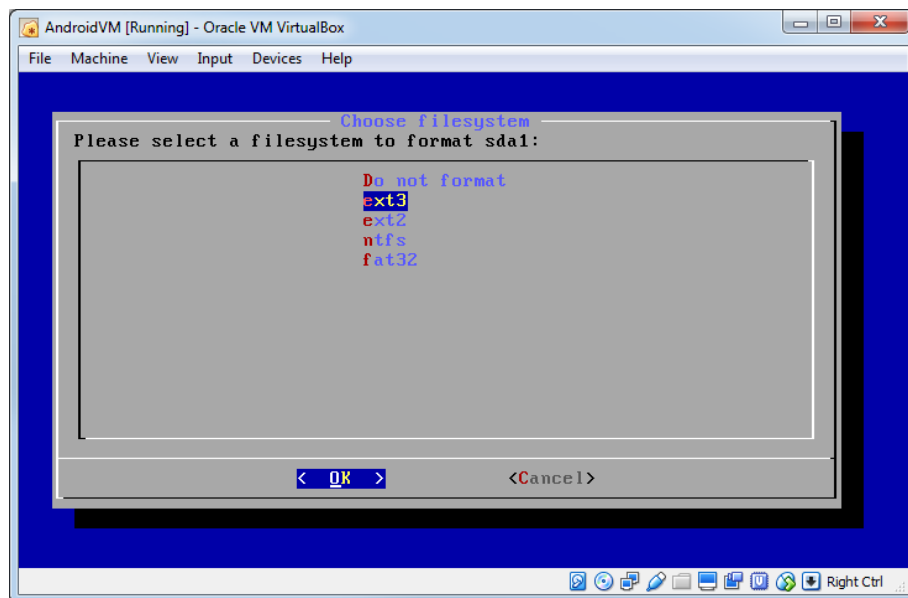 AndroidVM [Running] - Oracle VM VirtualBox
File Machine View Input Devices Help
Choose filesystem
Please select a filesystem to format sda1:
Do not format
ext3
ext2
ntfs
fat32
< OK > <Cancel>
Right Ctrl